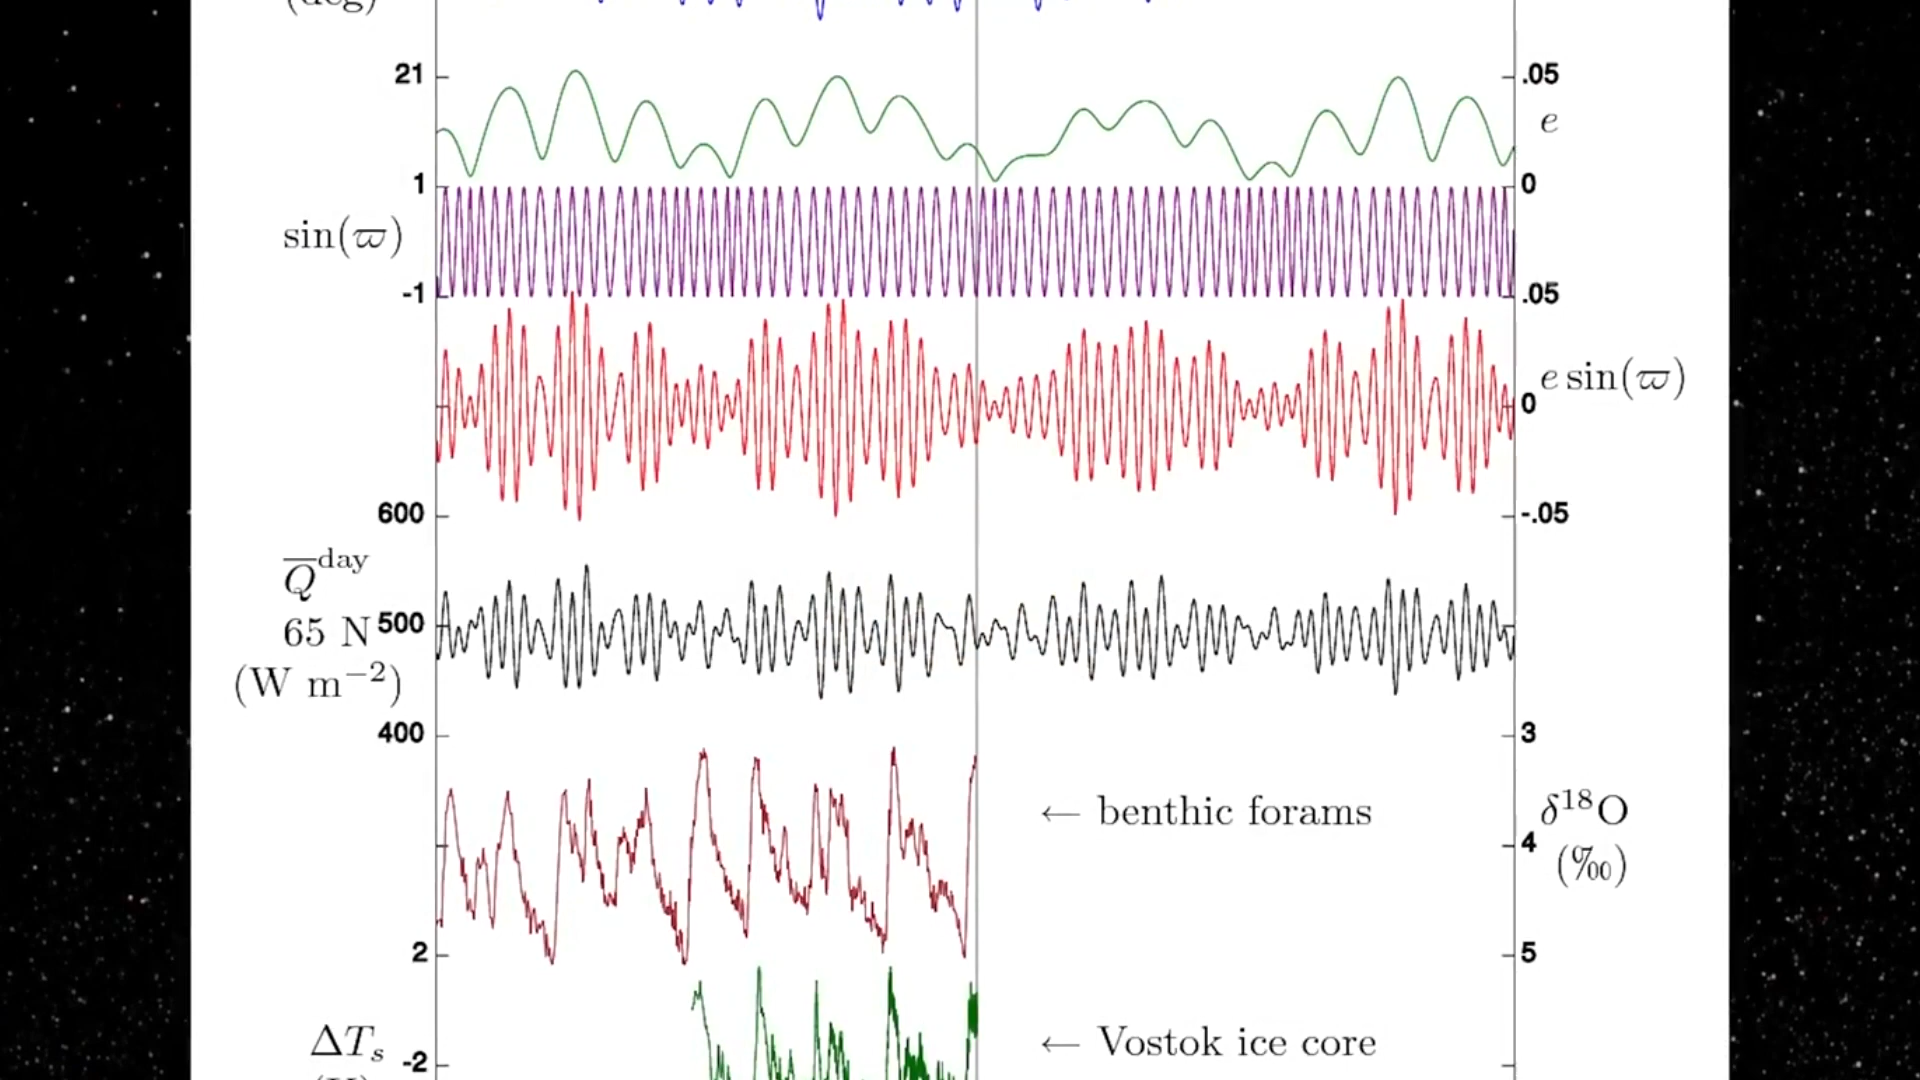 (deg)
21
.05
e
1
0
sin(ϖ)
-1
.05
e sin(ϖ)
0
600
-.05
Q̅ day
65 N
500
(W m−2)
400
3
← benthic forams
δ18O
4
(‰)
2
5
ΔTs
← Vostok ice core
-2